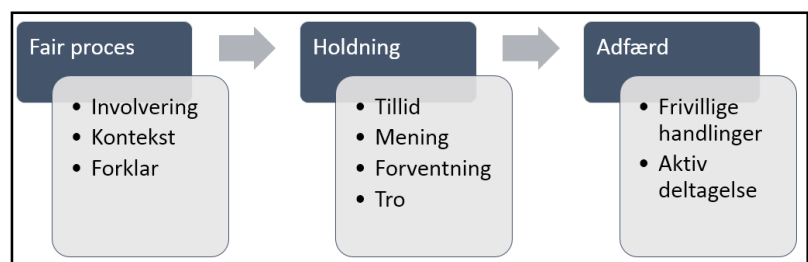 Fair proces
• Involvering
• Kontekst
• Forklar
Holdning
• Tillid
• Mening
• Forventning
• Tro
Adfærd
• Frivillige
handlinger
• Aktiv
deltagelse